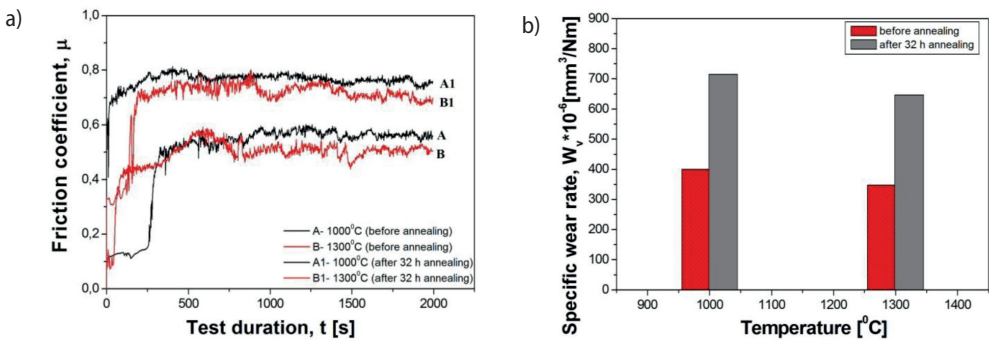 a)
1,0
0,8
0,6
0,4
0,2
0,0
Friction coefficient, μ
A1
B1
A
B
A- 1000⁰C (before annealing)
B- 1300⁰C (before annealing)
A1- 1000⁰C (after 32 h annealing)
B1- 1300⁰C (after 32 h annealing)
0 500 1000 1500 2000
Test duration, t [s]
b)
900
800
700
600
500
400
300
200
100
0
Specific wear rate, Wᵥ*10⁻⁶[mm³/Nm]
before annealing
after 32 h annealing
900 1000 1100 1200 1300 1400
Temperature [⁰C]